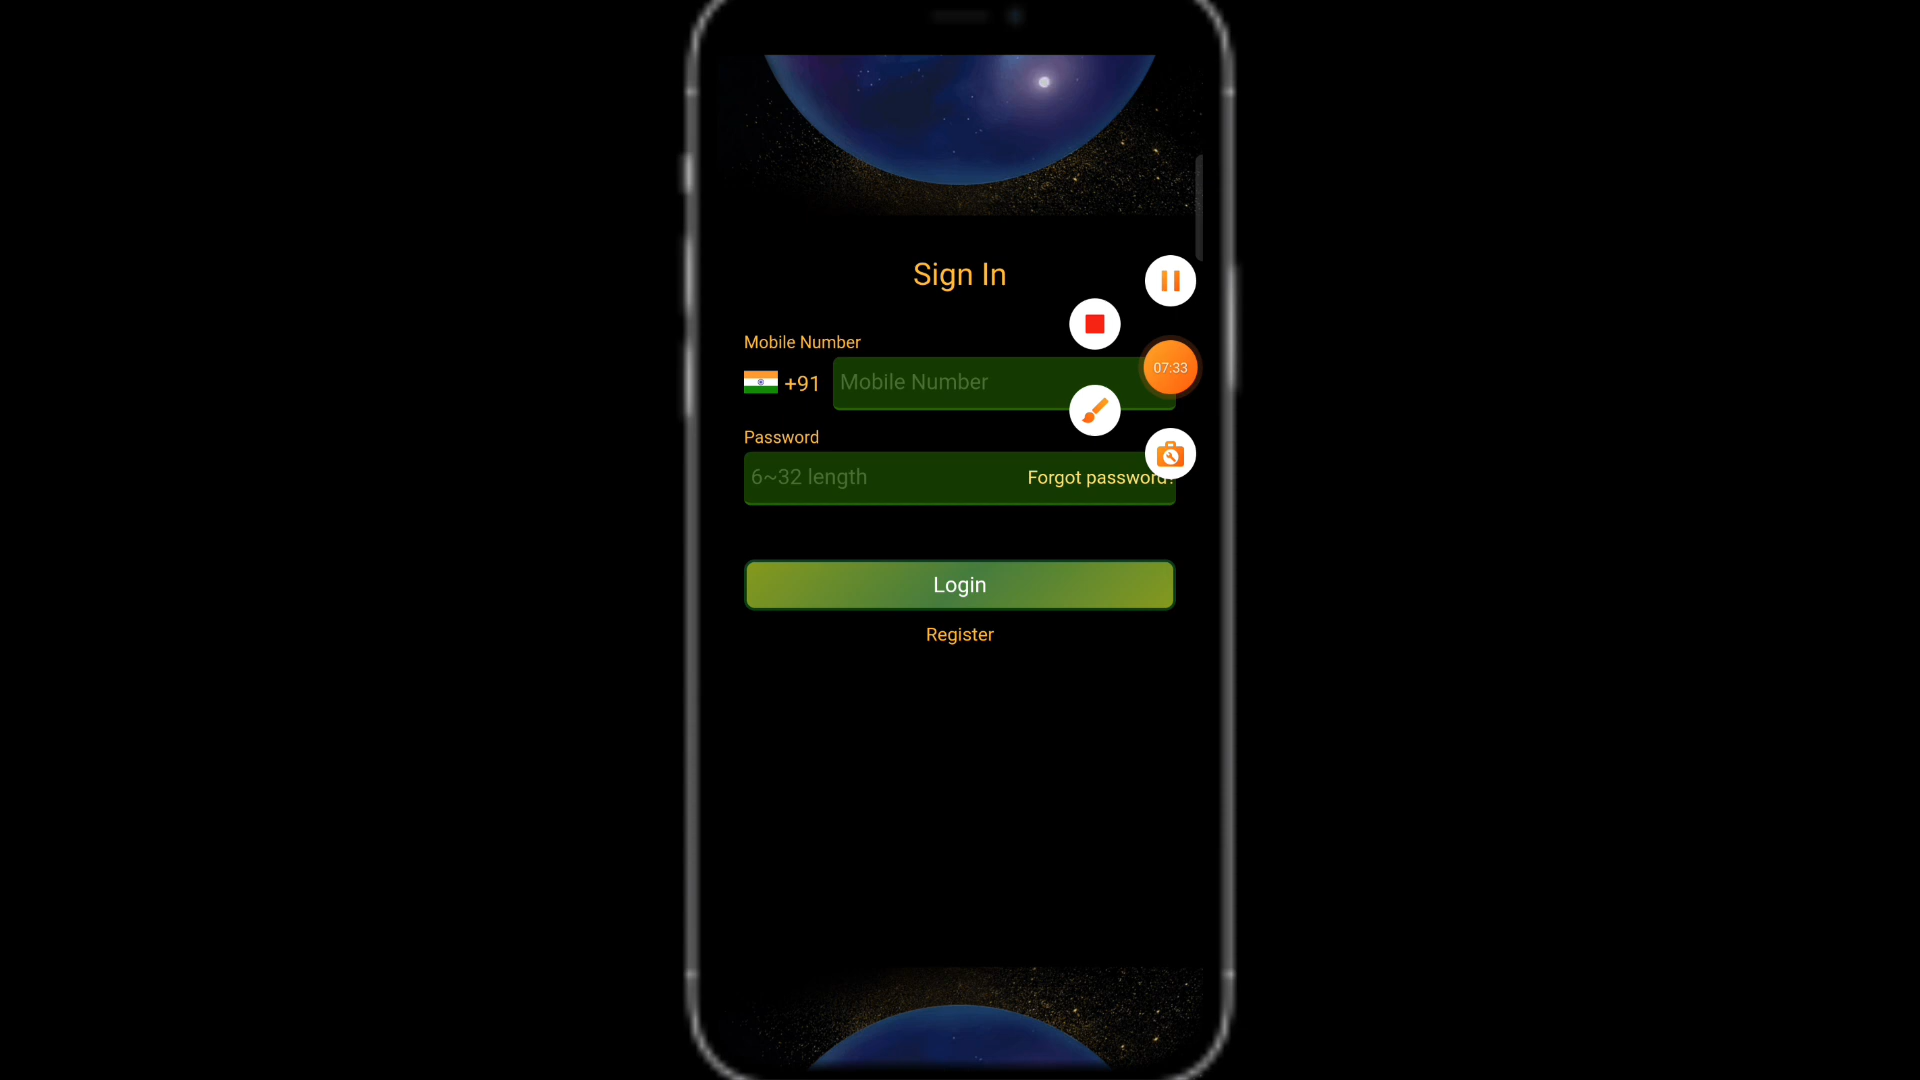 Sign In
Mobile Number
+91 Mobile Number
07:33
Password
6~32 length Forgot password?
Login
Register